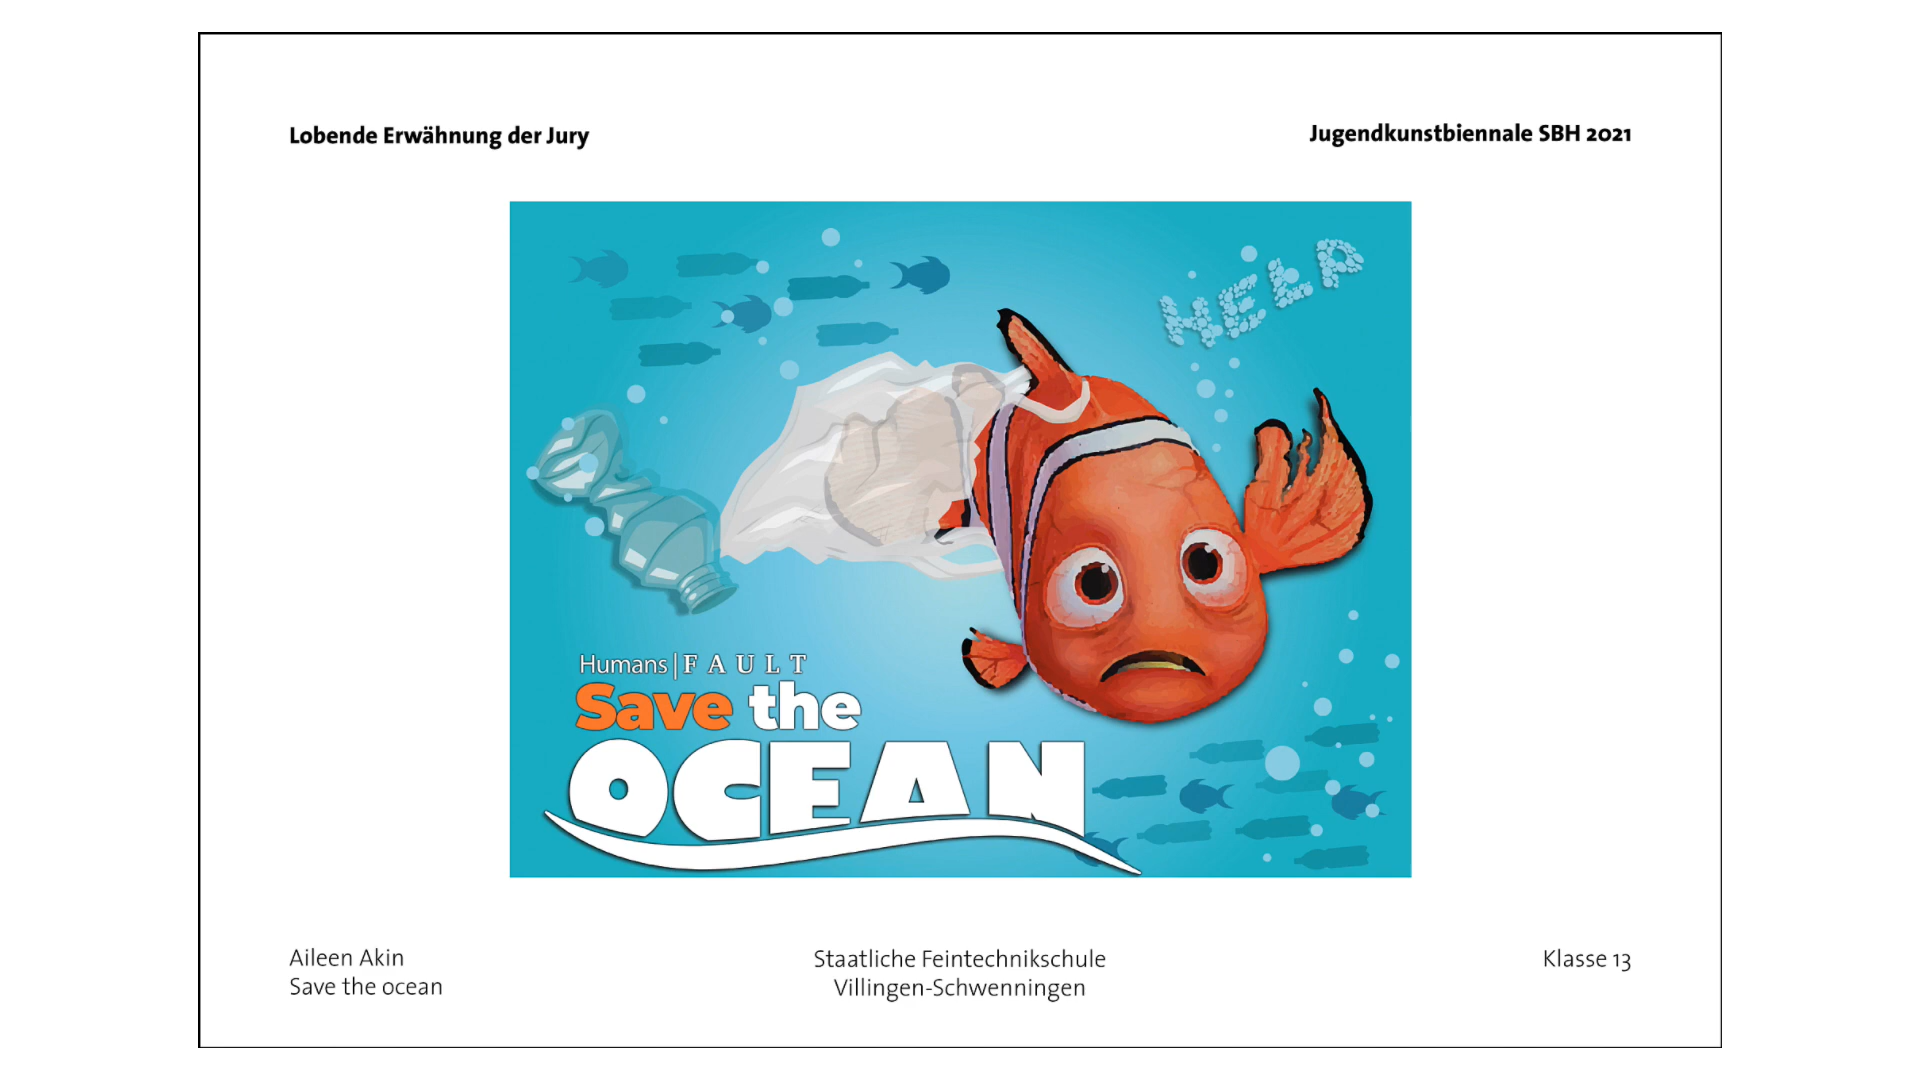 Lobende Erwähnung der Jury
Jugendkunstbiennale SBH 2021
HELP
Humans|FAULT
Save the
OCEAN
Aileen Akin
Save the ocean
Staatliche Feintechnikschule
Villingen-Schwenningen
Klasse 13